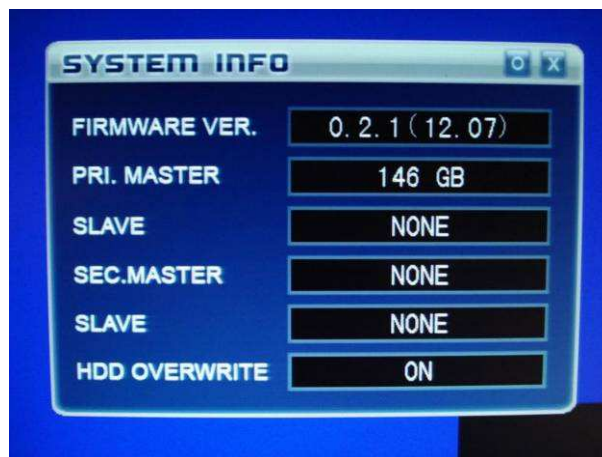 SYSTEM INFO O X
FIRMWARE VER. 0.2.1(12.07)
PRI. MASTER 146 GB
SLAVE NONE
SEC.MASTER NONE
SLAVE NONE
HDD OVERWRITE ON